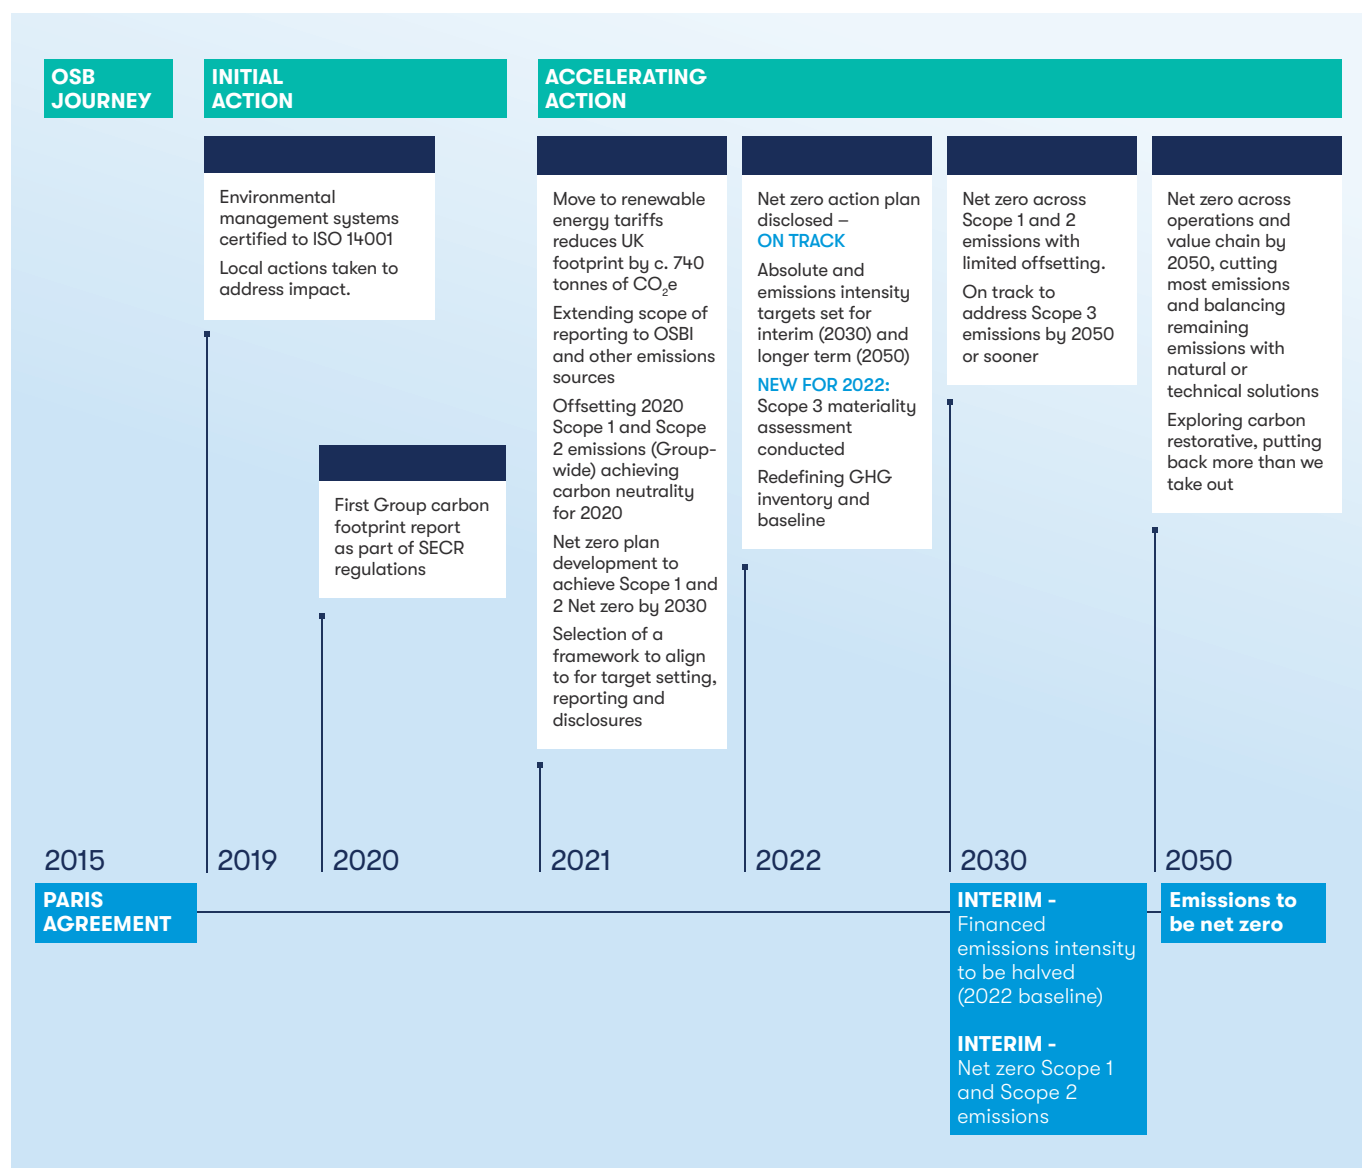 OSB
JOURNEY
INITIAL
ACTION
ACCELERATING
ACTION
Environmental
management systems
certified to ISO 14001
Local actions taken to
address impact.
First Group carbon
footprint report
as part of SECR
regulations
Move to renewable
energy tariffs
reduces UK
footprint by c. 740
tonnes of CO₂e
Extending scope of
reporting to OSBI
and other emissions
sources
Offsetting 2020
Scope 1 and Scope
2 emissions (Group-
wide) achieving
carbon neutrality
for 2020
Net zero plan
development to
achieve Scope 1 and
2 Net zero by 2030
Selection of a
framework to align
to for target setting,
reporting and
disclosures
Net zero action plan
disclosed –
ON TRACK
Absolute and
emissions intensity
targets set for
interim (2030) and
longer term (2050)
NEW FOR 2022:
Scope 3 materiality
assessment
conducted
Redefining GHG
inventory and
baseline
Net zero across
Scope 1 and 2
emissions with
limited offsetting.
On track to
address Scope 3
emissions by 2050
or sooner
Net zero across
operations and
value chain by
2050, cutting
most emissions
and balancing
remaining
emissions with
natural or
technical solutions
Exploring carbon
restorative, putting
back more than we
take out
2015
2019
2020
2021
2022
2030
2050
PARIS
AGREEMENT
INTERIM -
Financed
emissions intensity
to be halved
(2022 baseline)
INTERIM -
Net zero Scope 1
and Scope 2
emissions
Emissions to
be net zero